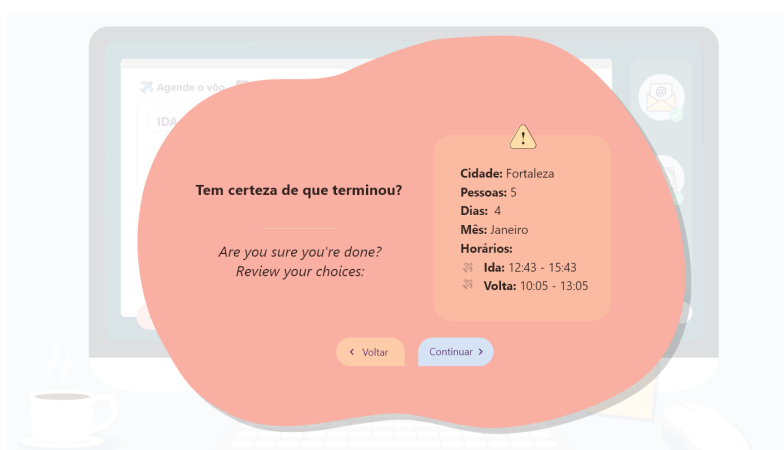 Agende o vôo
IDA
Tem certeza de que terminou?
Are you sure you're done?
Review your choices:
!
Cidade: Fortaleza
Pessoas: 5
Dias: 4
Mês: Janeiro
Horários:
Ida: 12:43 - 15:43
Volta: 10:05 - 13:05
< Voltar
Continuar >